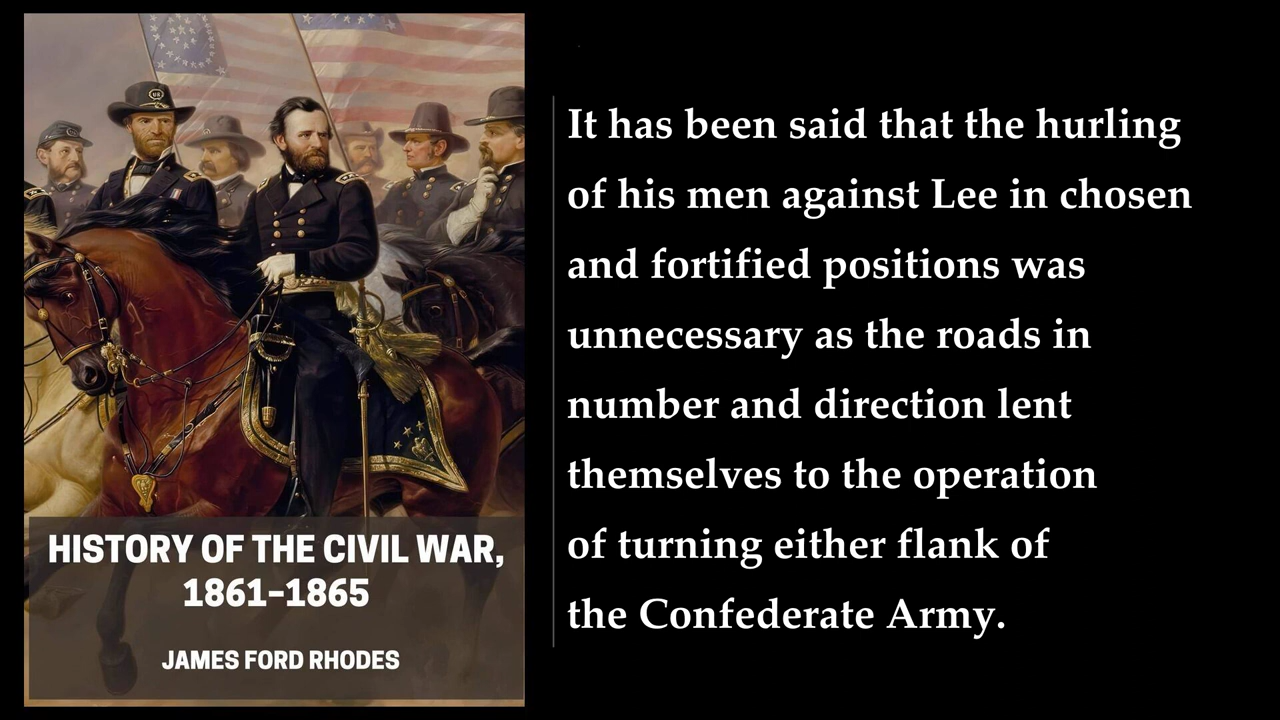 HISTORY OF THE CIVIL WAR,
1861–1865
JAMES FORD RHODES
It has been said that the hurling
of his men against Lee in chosen
and fortified positions was
unnecessary as the roads in
number and direction lent
themselves to the operation
of turning either flank of
the Confederate Army.